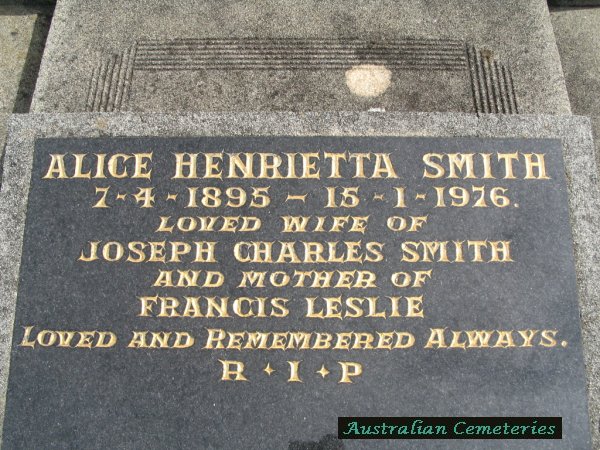 ALICE HENRIETTA SMITH
7-4-1895 – 15-1-1976.
LOVED WIFE OF
JOSEPH CHARLES SMITH
AND MOTHER OF
FRANCIS LESLIE
LOVED AND REMEMBERED ALWAYS.
R·I·P
Australian Cemeteries